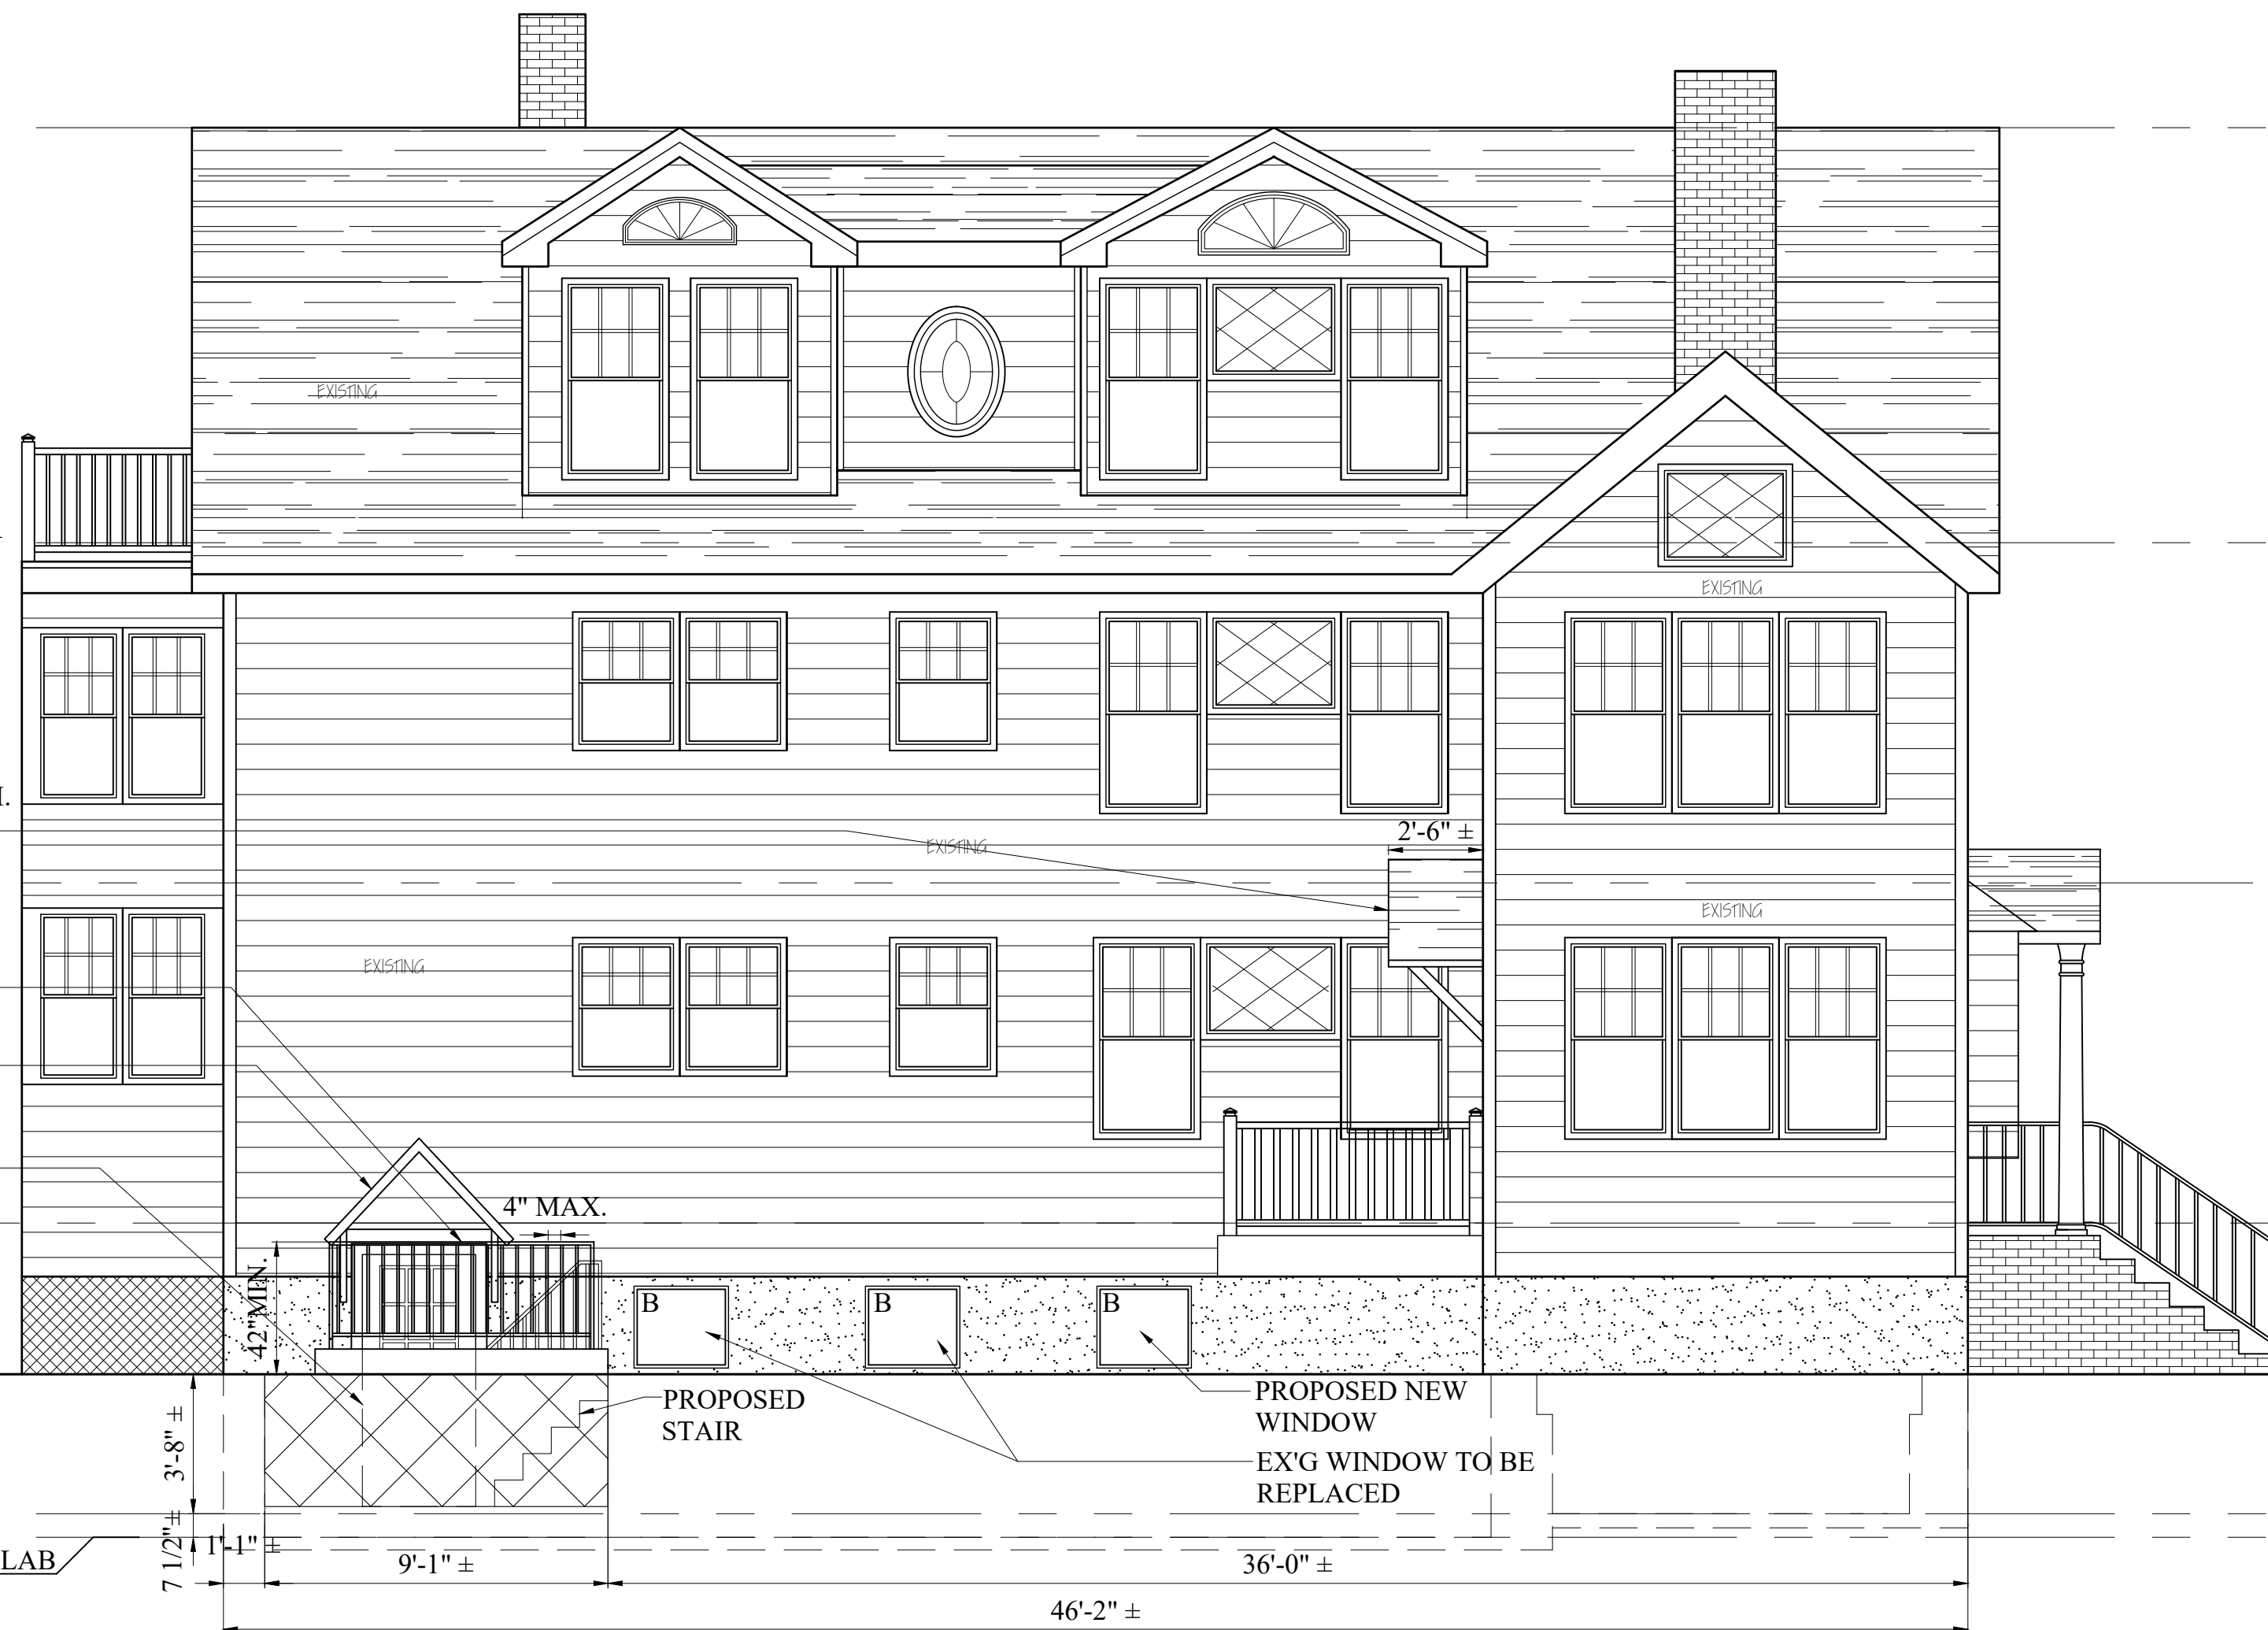 EXISTING
EXISTING
2'-6" ±
EXISTING
EXISTING
EXISTING
4" MAX.
42"MIN.
B
B
B
PROPOSED
STAIR
PROPOSED NEW
WINDOW
EX'G WINDOW TO BE
REPLACED
3'-8" ±
7 1/2"±
1'-1" ±
LAB
9'-1" ±
36'-0" ±
46'-2" ±